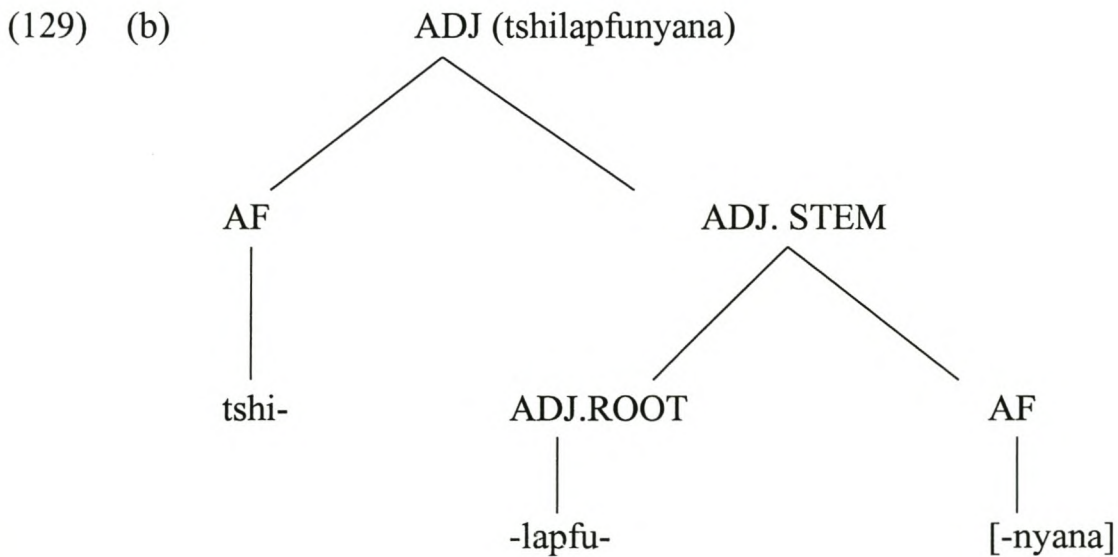 (129) (b) ADJ (tshilapfunyana)
AF ADJ. STEM
tshi- ADJ.ROOT AF
-lapfu- [-nyana]